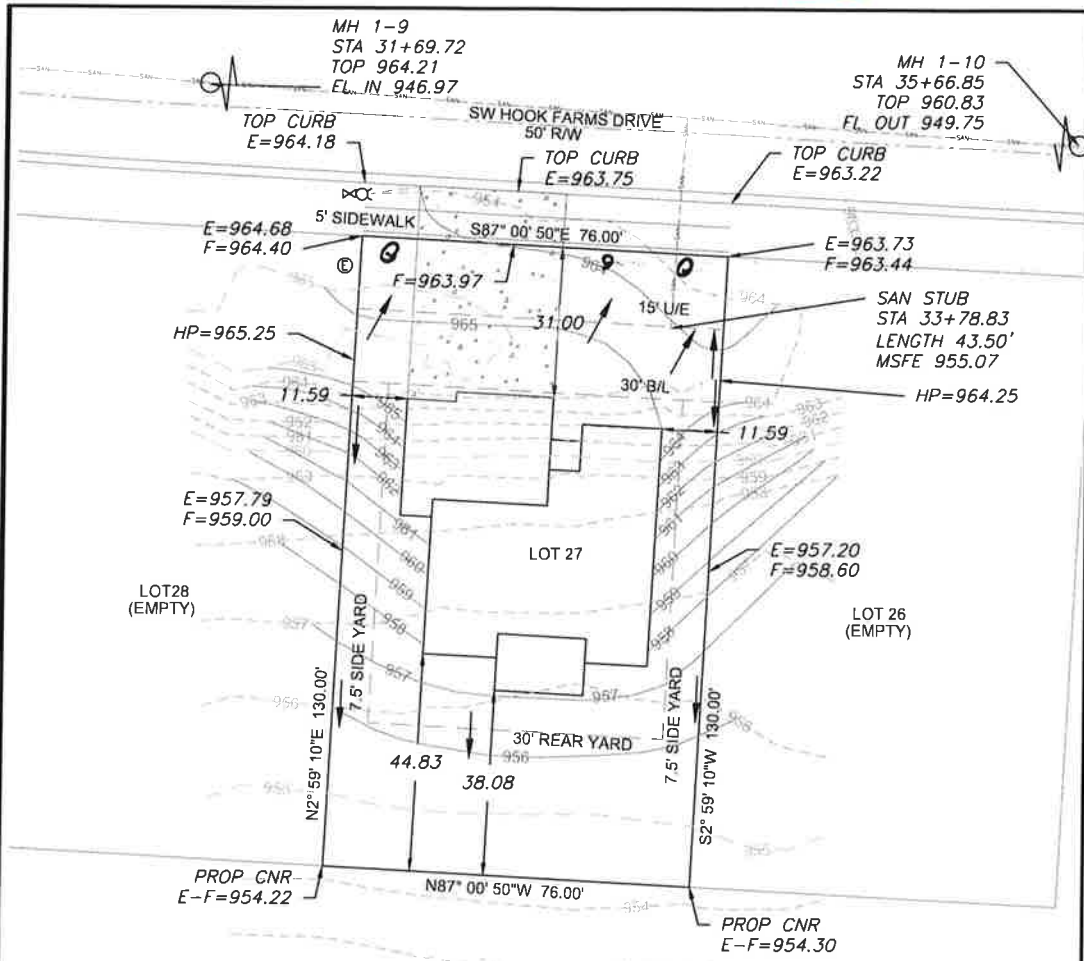 MH 1-9
STA 31+69.72
TOP 964.21
EL IN 946.97
MH 1-10
STA 35+66.85
TOP 960.83
FL OUT 949.75
SW HOOK FARMS DRIVE
50' R/W
TOP CURB
E=964.18
TOP CURB
E=963.75
TOP CURB
E=963.22
5' SIDEWALK
S87° 00' 50"E 76.00'
E=964.68
F=964.40
E=963.73
F=963.44
F=963.97
15' U/E
SAN STUB
STA 33+78.83
LENGTH 43.50'
MSFE 955.07
HP=965.25
31.00
30' B/L
HP=964.25
11.59
11.59
E=957.79
F=959.00
LOT 27
E=957.20
F=958.60
LOT28
(EMPTY)
LOT 26
(EMPTY)
7.5' SIDE YARD
7.5' SIDE YARD
30' REAR YARD
44.83
38.08
N2° 59' 10"E 130.00'
S2° 59' 10"W 130.00'
N87° 00' 50"W 76.00'
PROP CNR
E-F=954.22
PROP CNR
E-F=954.30